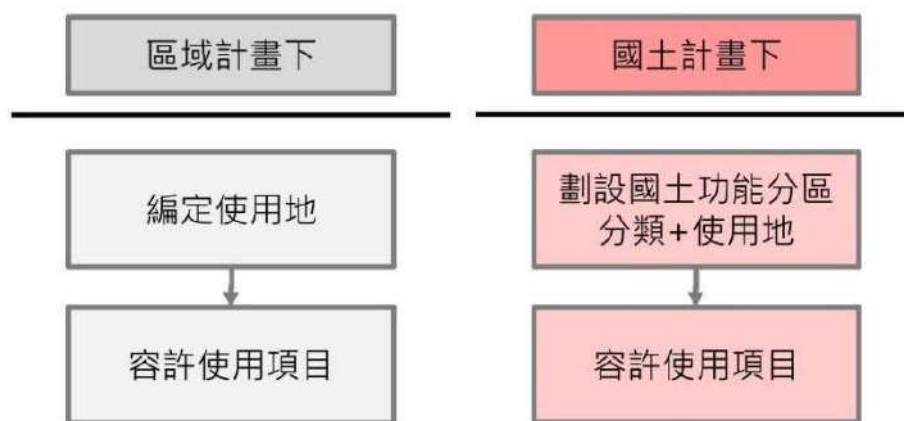 區域計畫下
國土計畫下
編定使用地
劃設國土功能分區
分類+使用地
容許使用項目
容許使用項目